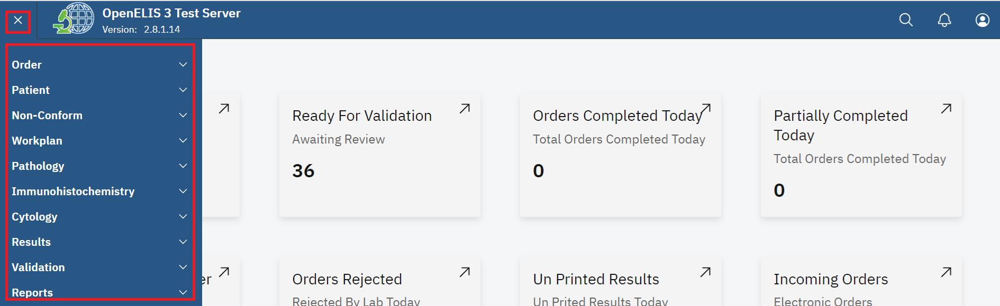 OpenELIS 3 Test Server
Version: 2.8.1.14
Order
Patient
Non-Conform
Workplan
Pathology
Immunohistochemistry
Cytology
Results
Validation
Reports
Ready For Validation
Awaiting Review
36
Orders Completed Today
Total Orders Completed Today
0
Partially Completed
Today
Total Orders Completed Today
0
er
Orders Rejected
Rejected By Lab Today
Un Printed Results
Un Prited Results Today
Incoming Orders
Electronic Orders